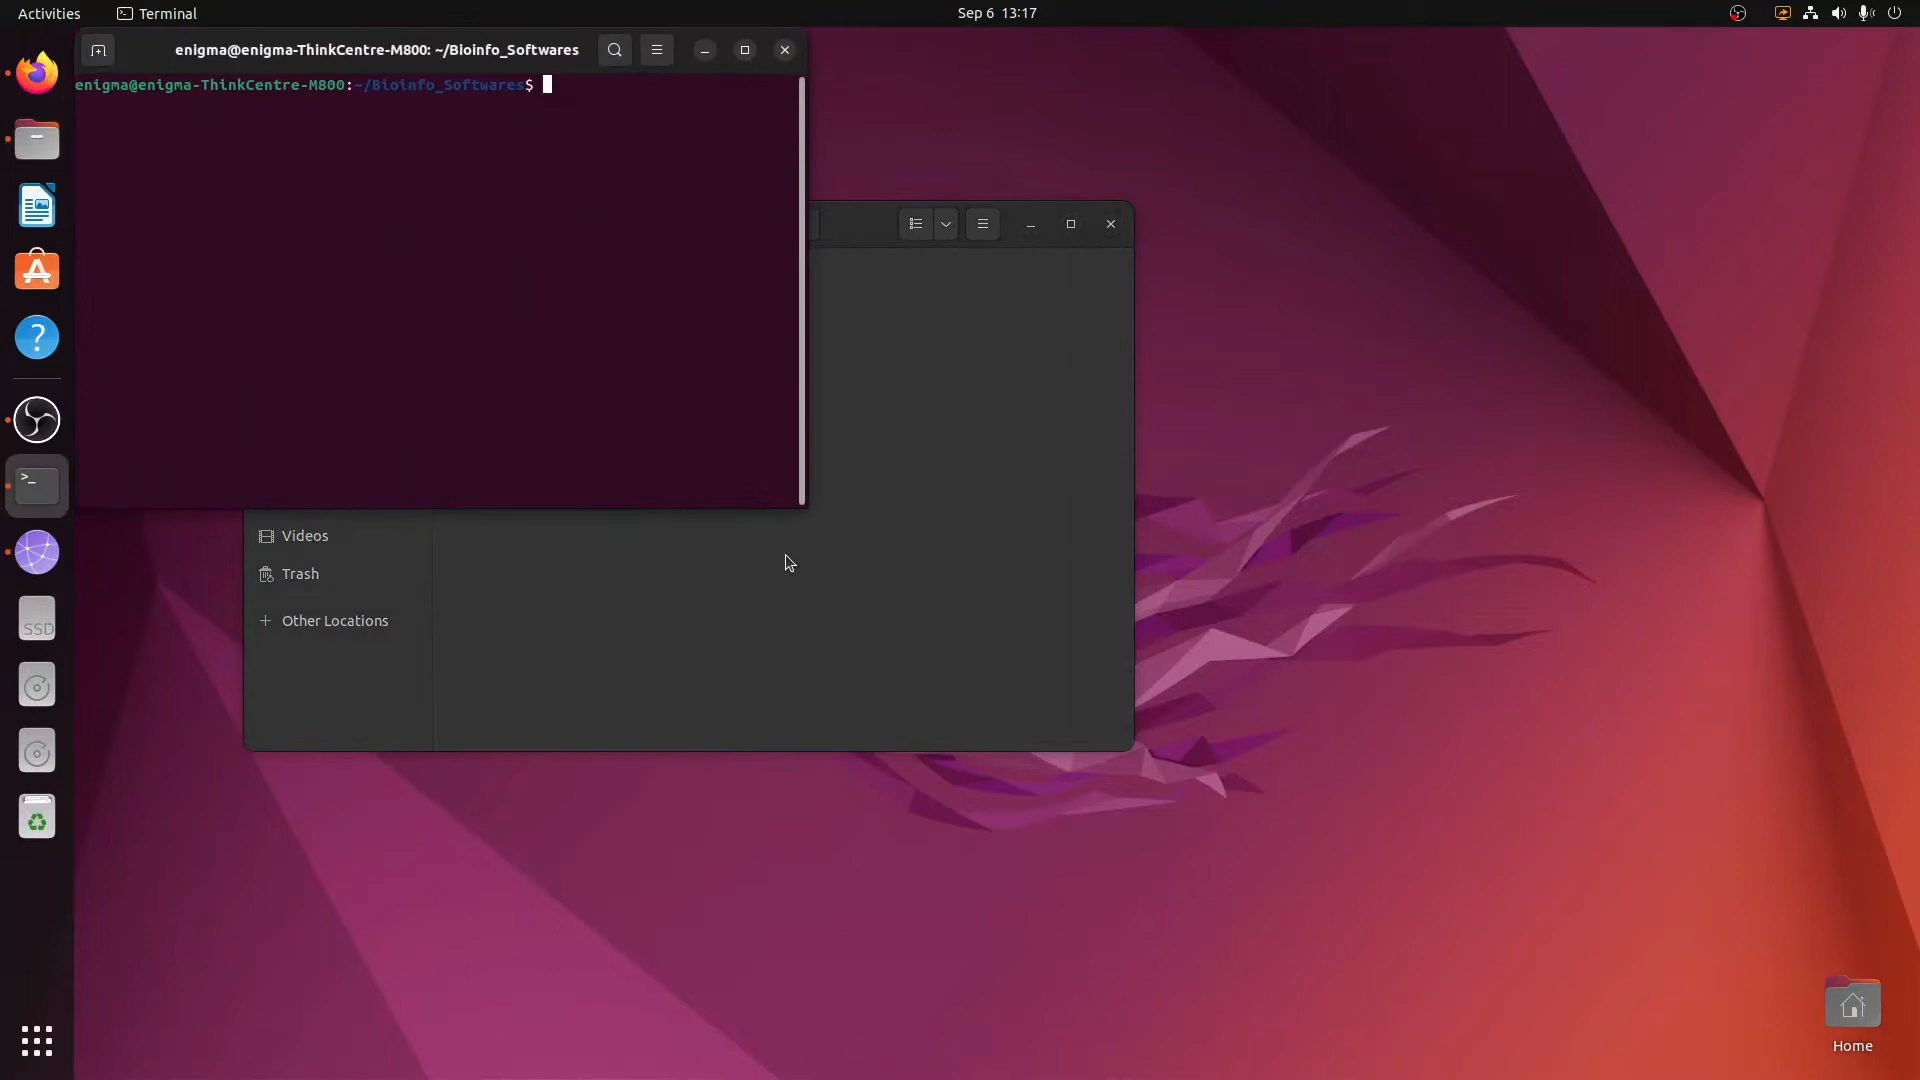 Activities
Terminal
Sep 6 13:17
enigma@enigma-ThinkCentre-M800: ~/Bioinfo_Softwares
enigma@enigma-ThinkCentre-M800:~/Bioinfo_Softwares$
Videos
Trash
Other Locations
SSD
Home